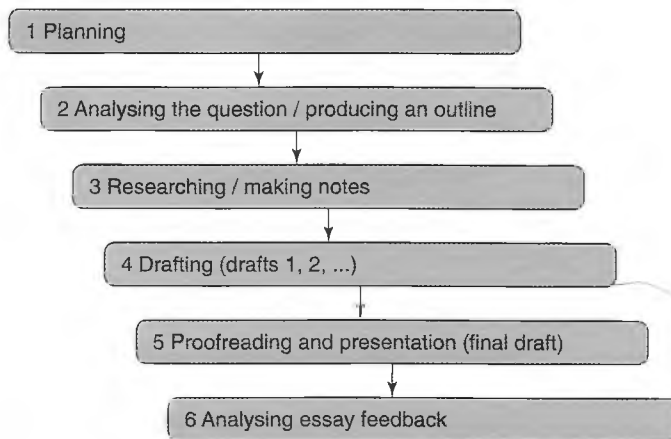 1 Planning
2 Analysing the question / producing an outline
3 Researching / making notes
4 Drafting (drafts 1, 2, ...)
5 Proofreading and presentation (final draft)
6 Analysing essay feedback